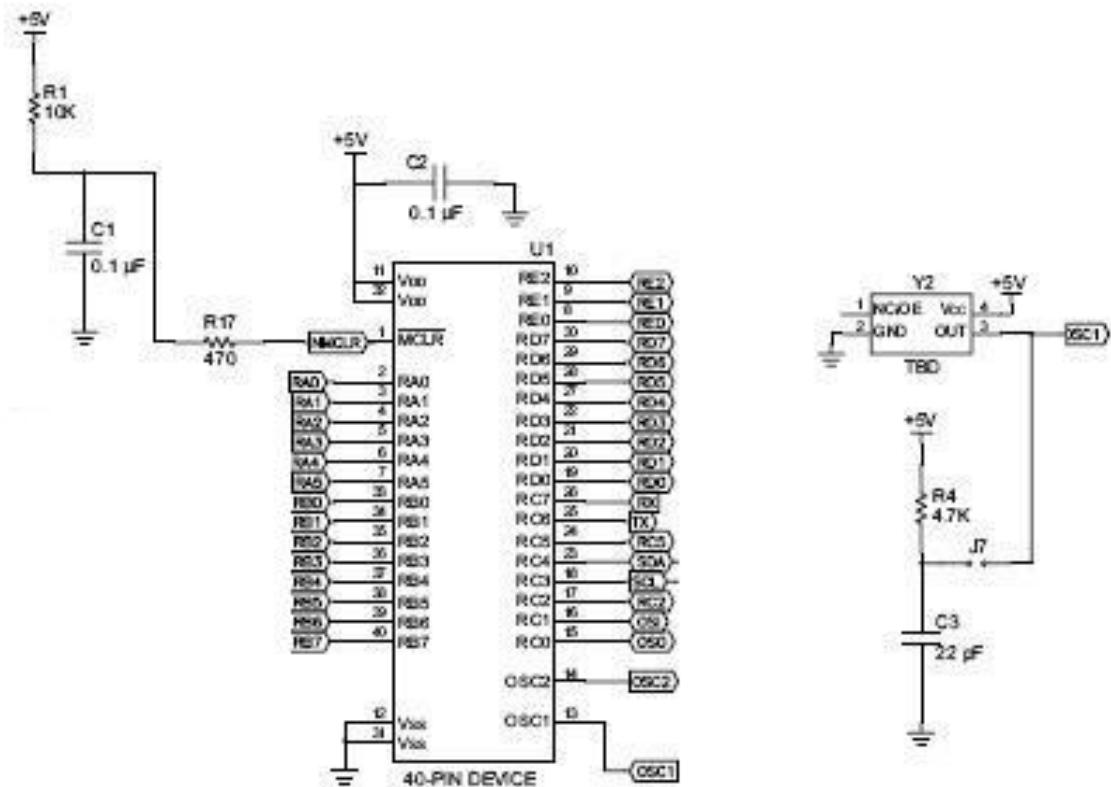 +5V
R1
10K
C1
0.1 µF
R17
470
+5V
C2
0.1 µF
U1
11 VDD
32 VDD
NMCLR 1 MCLR
RA0 2 RA0
RA1 3 RA1
RA2 4 RA2
RA3 5 RA3
RA4 6 RA4
RA5 7 RA5
RB0 33 RB0
RB1 34 RB1
RB2 35 RB2
RB3 36 RB3
RB4 37 RB4
RB5 38 RB5
RB6 39 RB6
RB7 40 RB7
12 Vss
31 Vss
RE2 10 RE2
RE1 9 RE1
RE0 8 RE0
RD7 30 RD7
RD6 29 RD6
RD5 28 RD5
RD4 27 RD4
RD3 22 RD3
RD2 21 RD2
RD1 20 RD1
RD0 19 RD0
RC7 26 RX
RC6 25 TX
RC5 24 RC5
RC4 23 SDA
RC3 18 SCL
RC2 17 RC2
RC1 16
RC0 15
OSC2 14 OSC2
OSC1 13
OSC1
40-PIN DEVICE
Y2
+5V
1 NC/OE Vcc 4
2 GND OUT 3
OSC1
TBD
+5V
R4
4.7K
J7
C3
22 pF